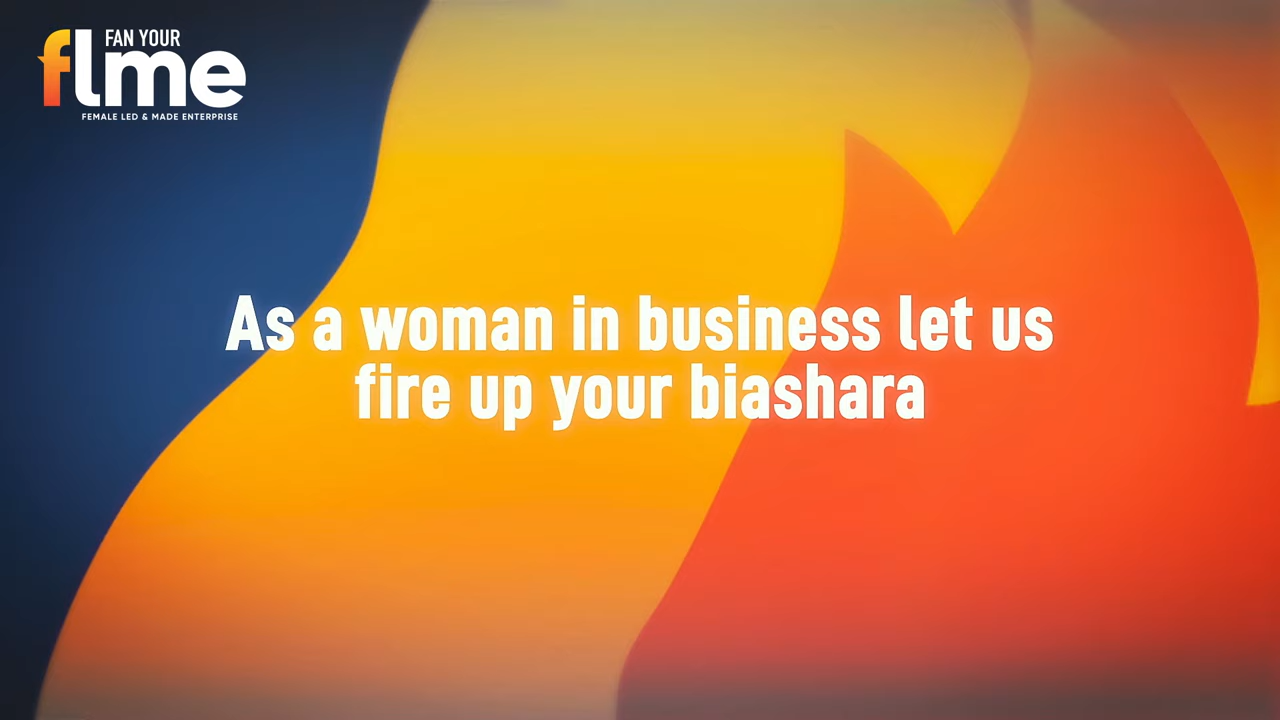 FAN YOUR
flme
FEMALE LED & MADE ENTERPRISE
As a woman in business let us
fire up your biashara